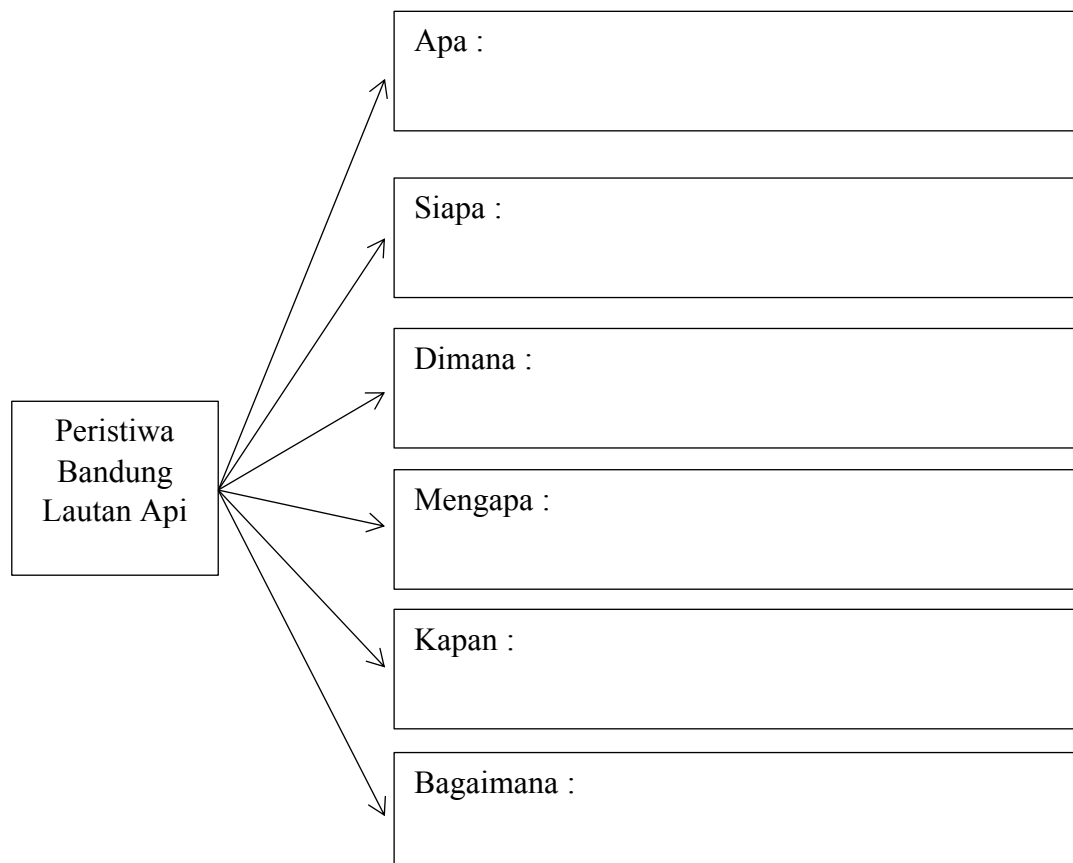 Peristiwa
Bandung
Lautan Api
Apa :
Siapa :
Dimana :
Mengapa :
Kapan :
Bagaimana :